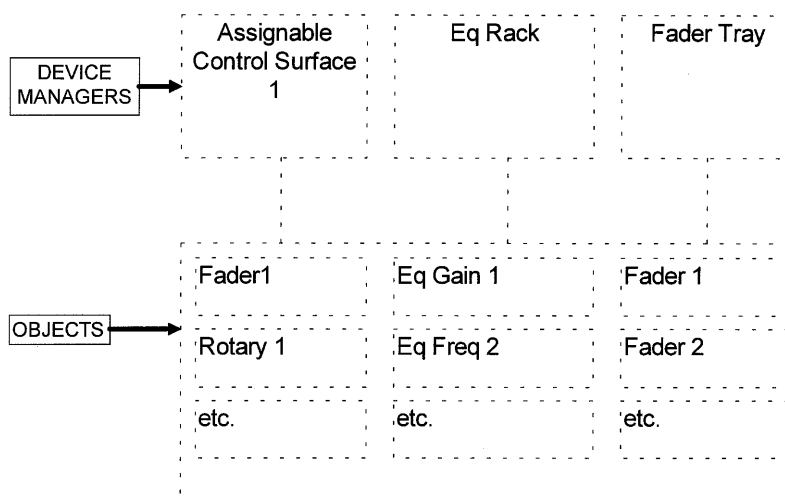 Assignable
Control Surface
1
Eq Rack
Fader Tray
DEVICE
MANAGERS
Fader1
Eq Gain 1
Fader 1
OBJECTS
Rotary 1
Eq Freq 2
Fader 2
etc.
etc.
etc.